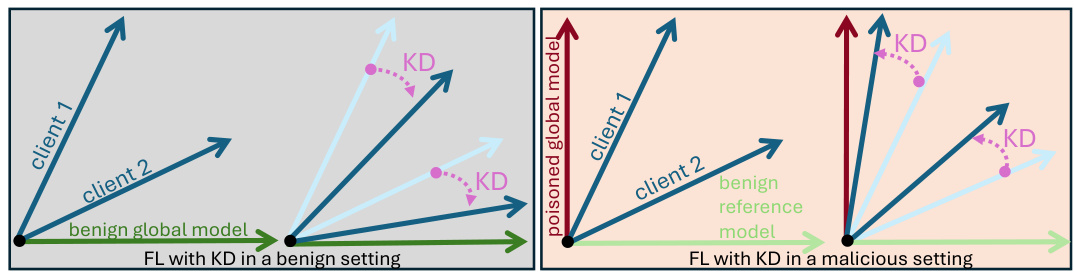 client 1
client 2
benign global model
KD
KD
FL with KD in a benign setting
poisoned global model
client 1
client 2
benign
reference
model
KD
KD
FL with KD in a malicious setting